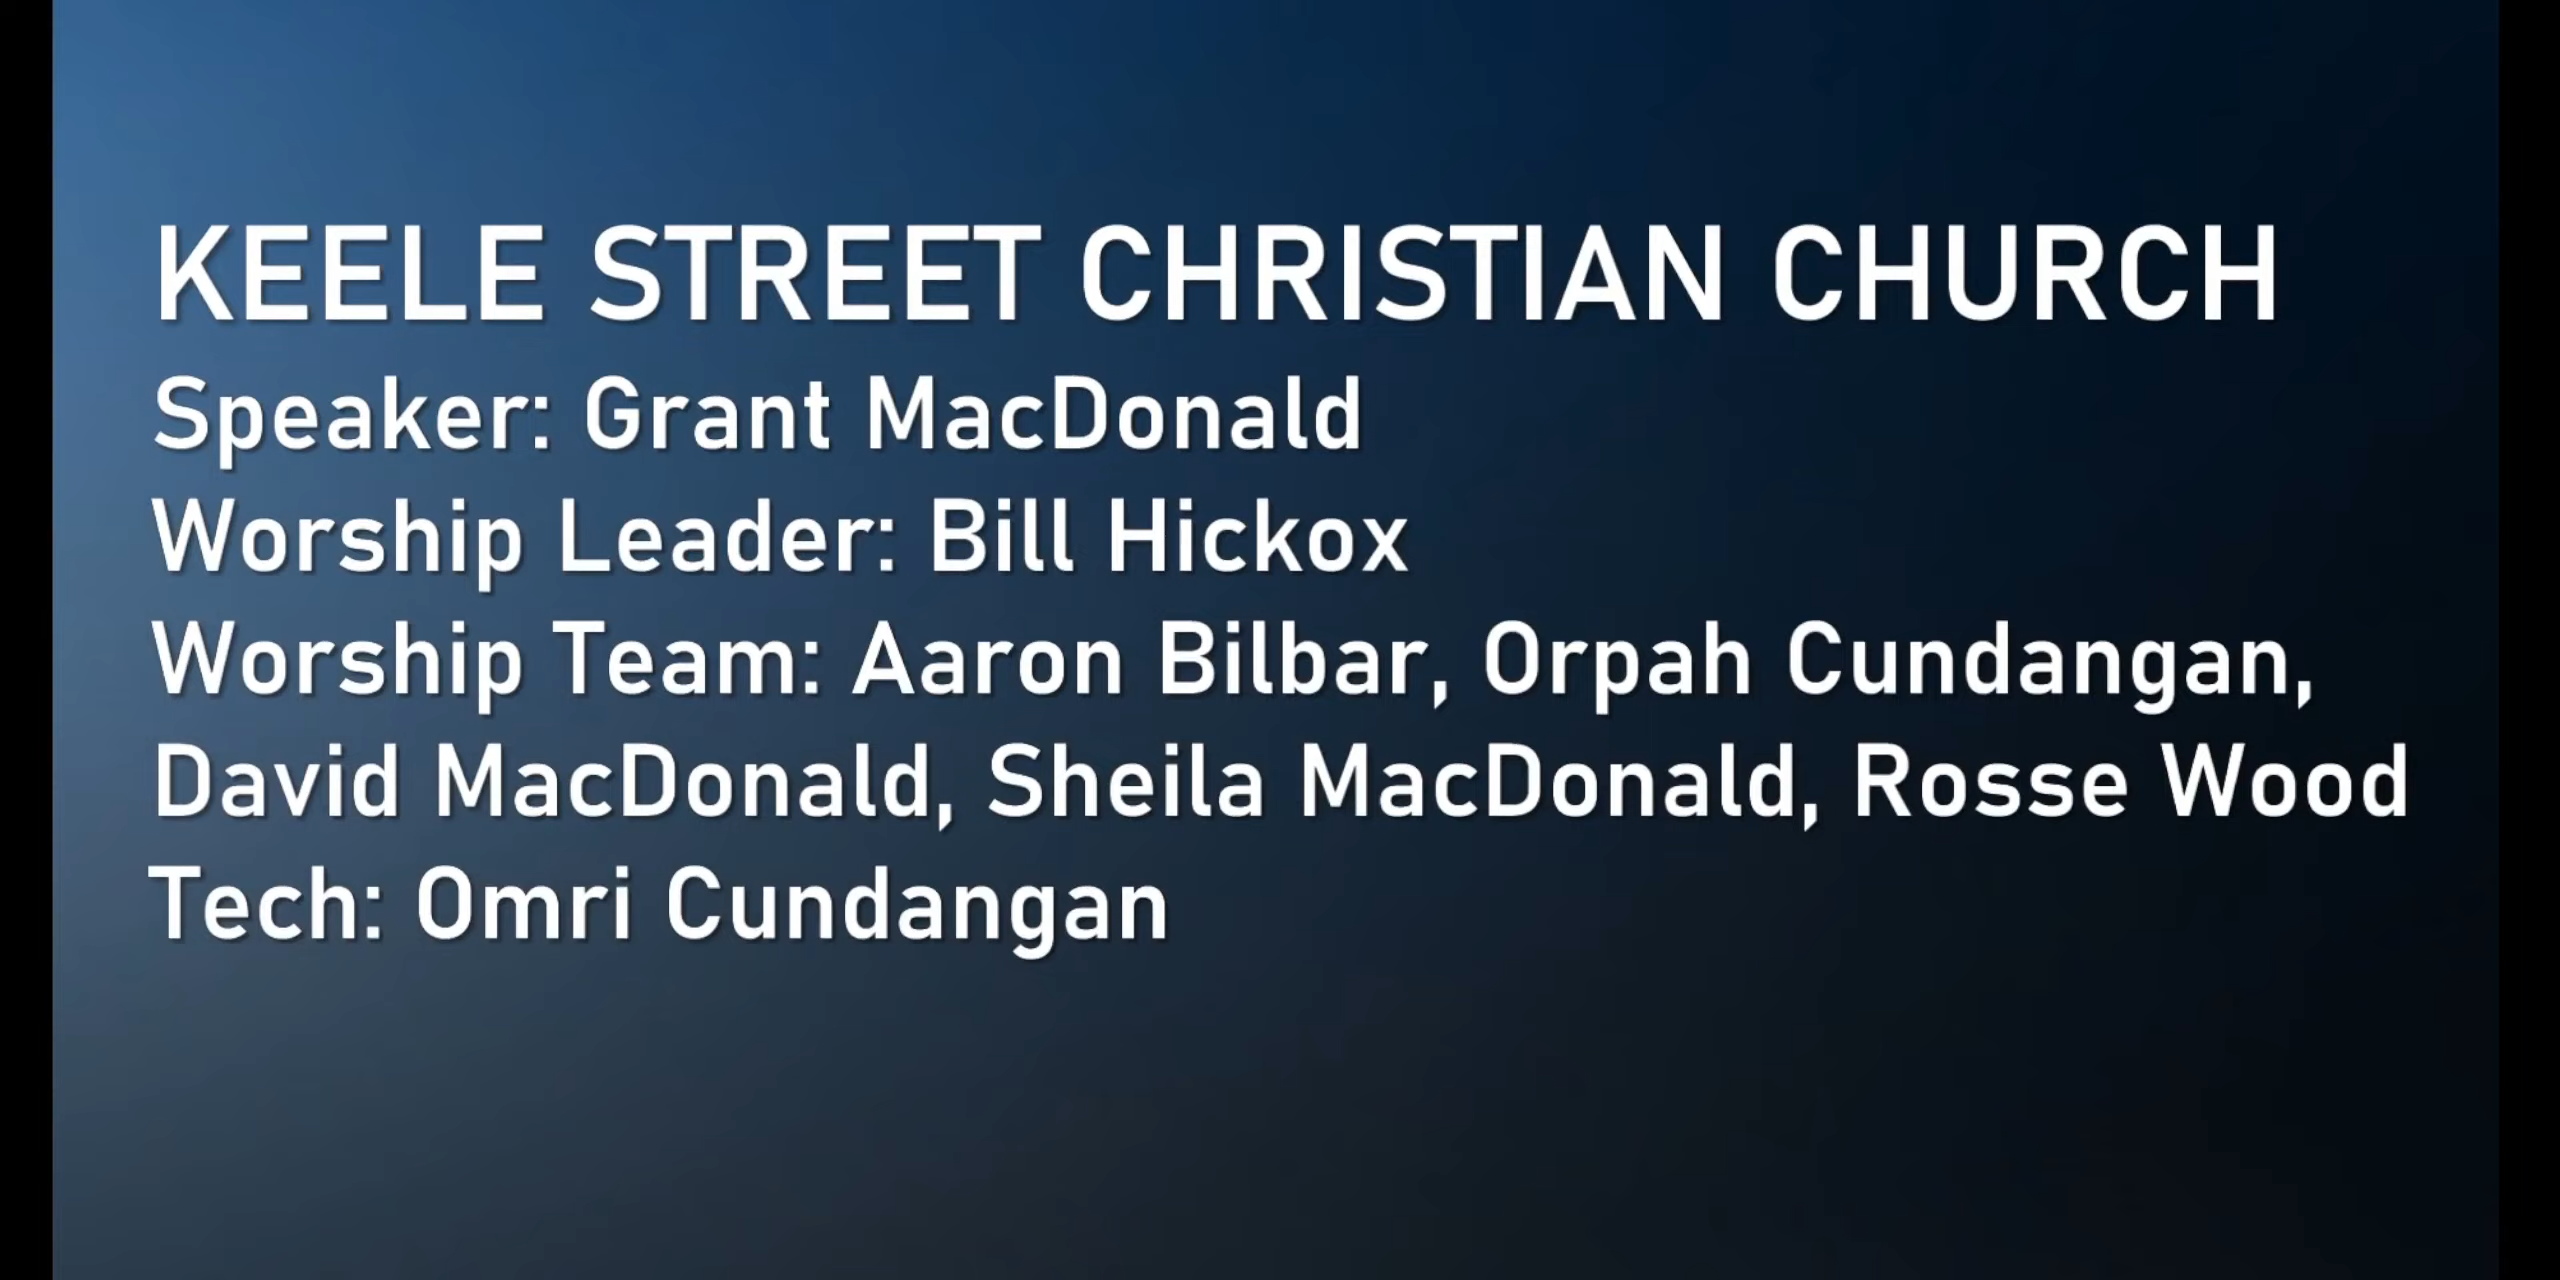 KEELE STREET CHRISTIAN CHURCH
Speaker: Grant MacDonald
Worship Leader: Bill Hickox
Worship Team: Aaron Bilbar, Orpah Cundangan,
David MacDonald, Sheila MacDonald, Rosse Wood
Tech: Omri Cundangan